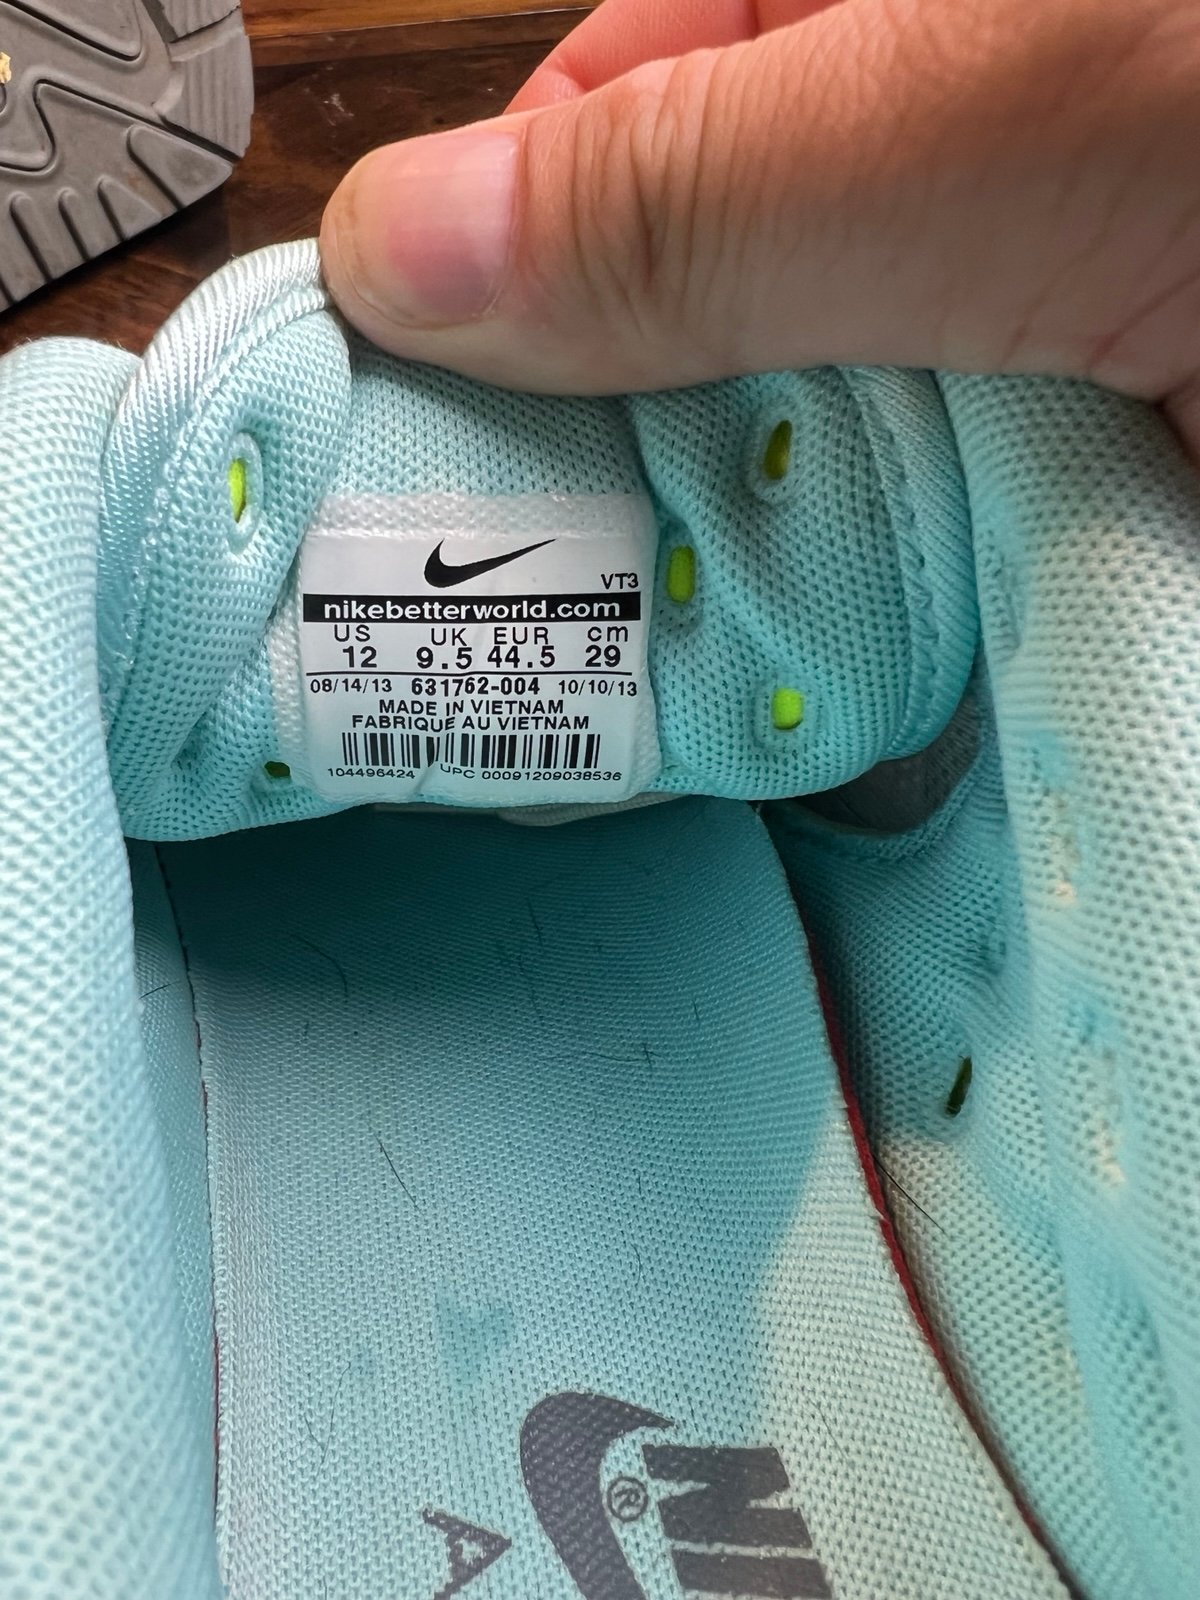 VT3
nikebetterworld.com
US UK EUR cm
12 9.5 44.5 29
08/14/13 631762-004 10/10/13
MADE IN VIETNAM
FABRIQUE AU VIETNAM
104496424 UPC 00091209038536
®